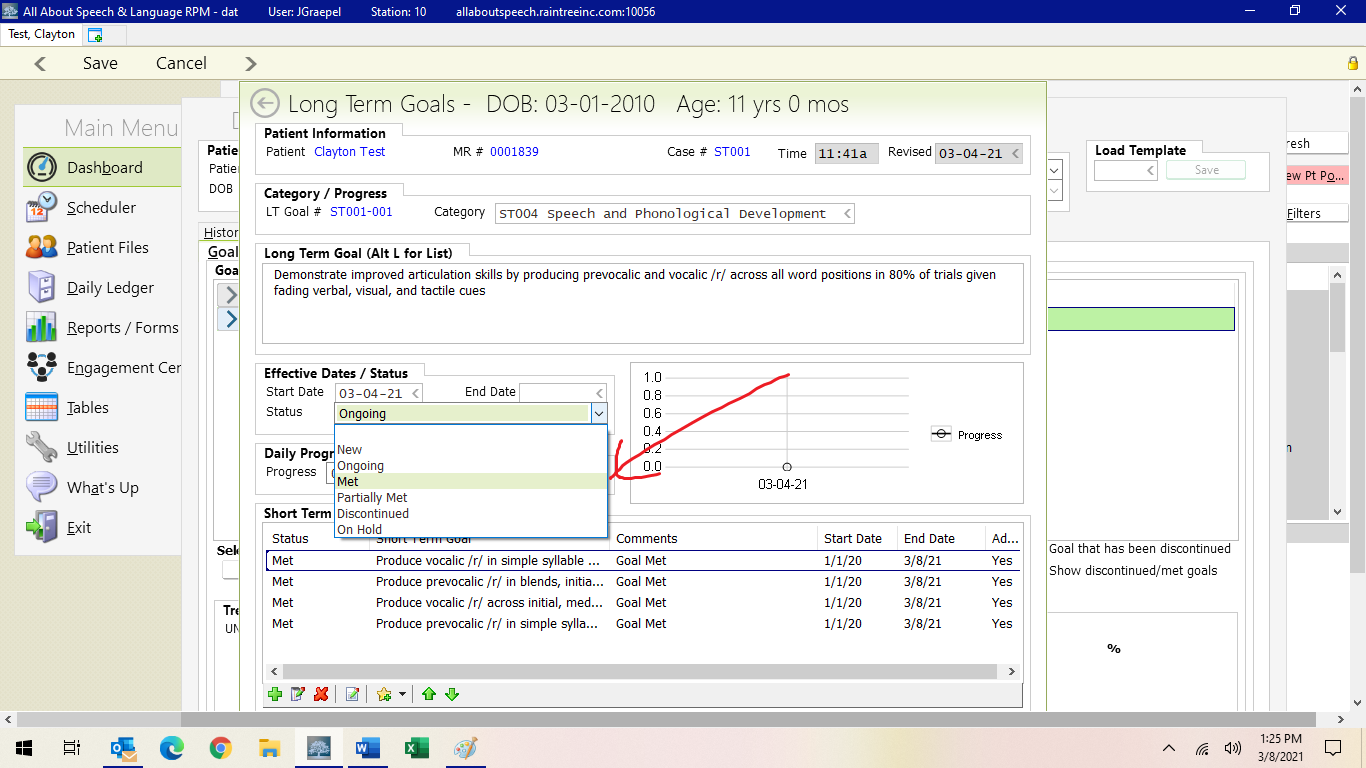 All About Speech & Language RPM - dat User: JGraepel Station: 10 allaboutspeech.raintreeinc.com:10056
Test, Clayton
Save Cancel
Main Menu
Dashboard
Scheduler
Patient Files
Daily Ledger
Reports / Forms
Engagement Cer
Tables
Utilities
What's Up
Exit
Patie
Patie
DOB
Histor
Goal
Goa
Sele
Tre
UN
Long Term Goals - DOB: 03-01-2010 Age: 11 yrs 0 mos
Patient Information
Patient Clayton Test MR # 0001839 Case # ST001 Time 11:41a Revised 03-04-21
Category / Progress
LT Goal # ST001-001 Category ST004 Speech and Phonological Development
Long Term Goal (Alt L for List)
Demonstrate improved articulation skills by producing prevocalic and vocalic /r/ across all word positions in 80% of trials given
fading verbal, visual, and tactile cues
Effective Dates / Status
Start Date 03-04-21 End Date
Status Ongoing
New
Ongoing
Met
Partially Met
Discontinued
On Hold
Daily Progr
Progress
1.0
0.8
0.6
0.4
0.2
0.0
03-04-21
Progress
Short Term
Status Short Term Goal Comments Start Date End Date Ad...
Met Produce vocalic /r/ in simple syllable ... Goal Met 1/1/20 3/8/21 Yes
Met Produce prevocalic /r/ in blends, initia... Goal Met 1/1/20 3/8/21 Yes
Met Produce vocalic /r/ across initial, med... Goal Met 1/1/20 3/8/21 Yes
Met Produce prevocalic /r/ in simple sylla... Goal Met 1/1/20 3/8/21 Yes
Load Template
Save
resh
ew Pt Po...
Filters
Goal that has been discontinued
Show discontinued/met goals
%
1:25 PM
3/8/2021